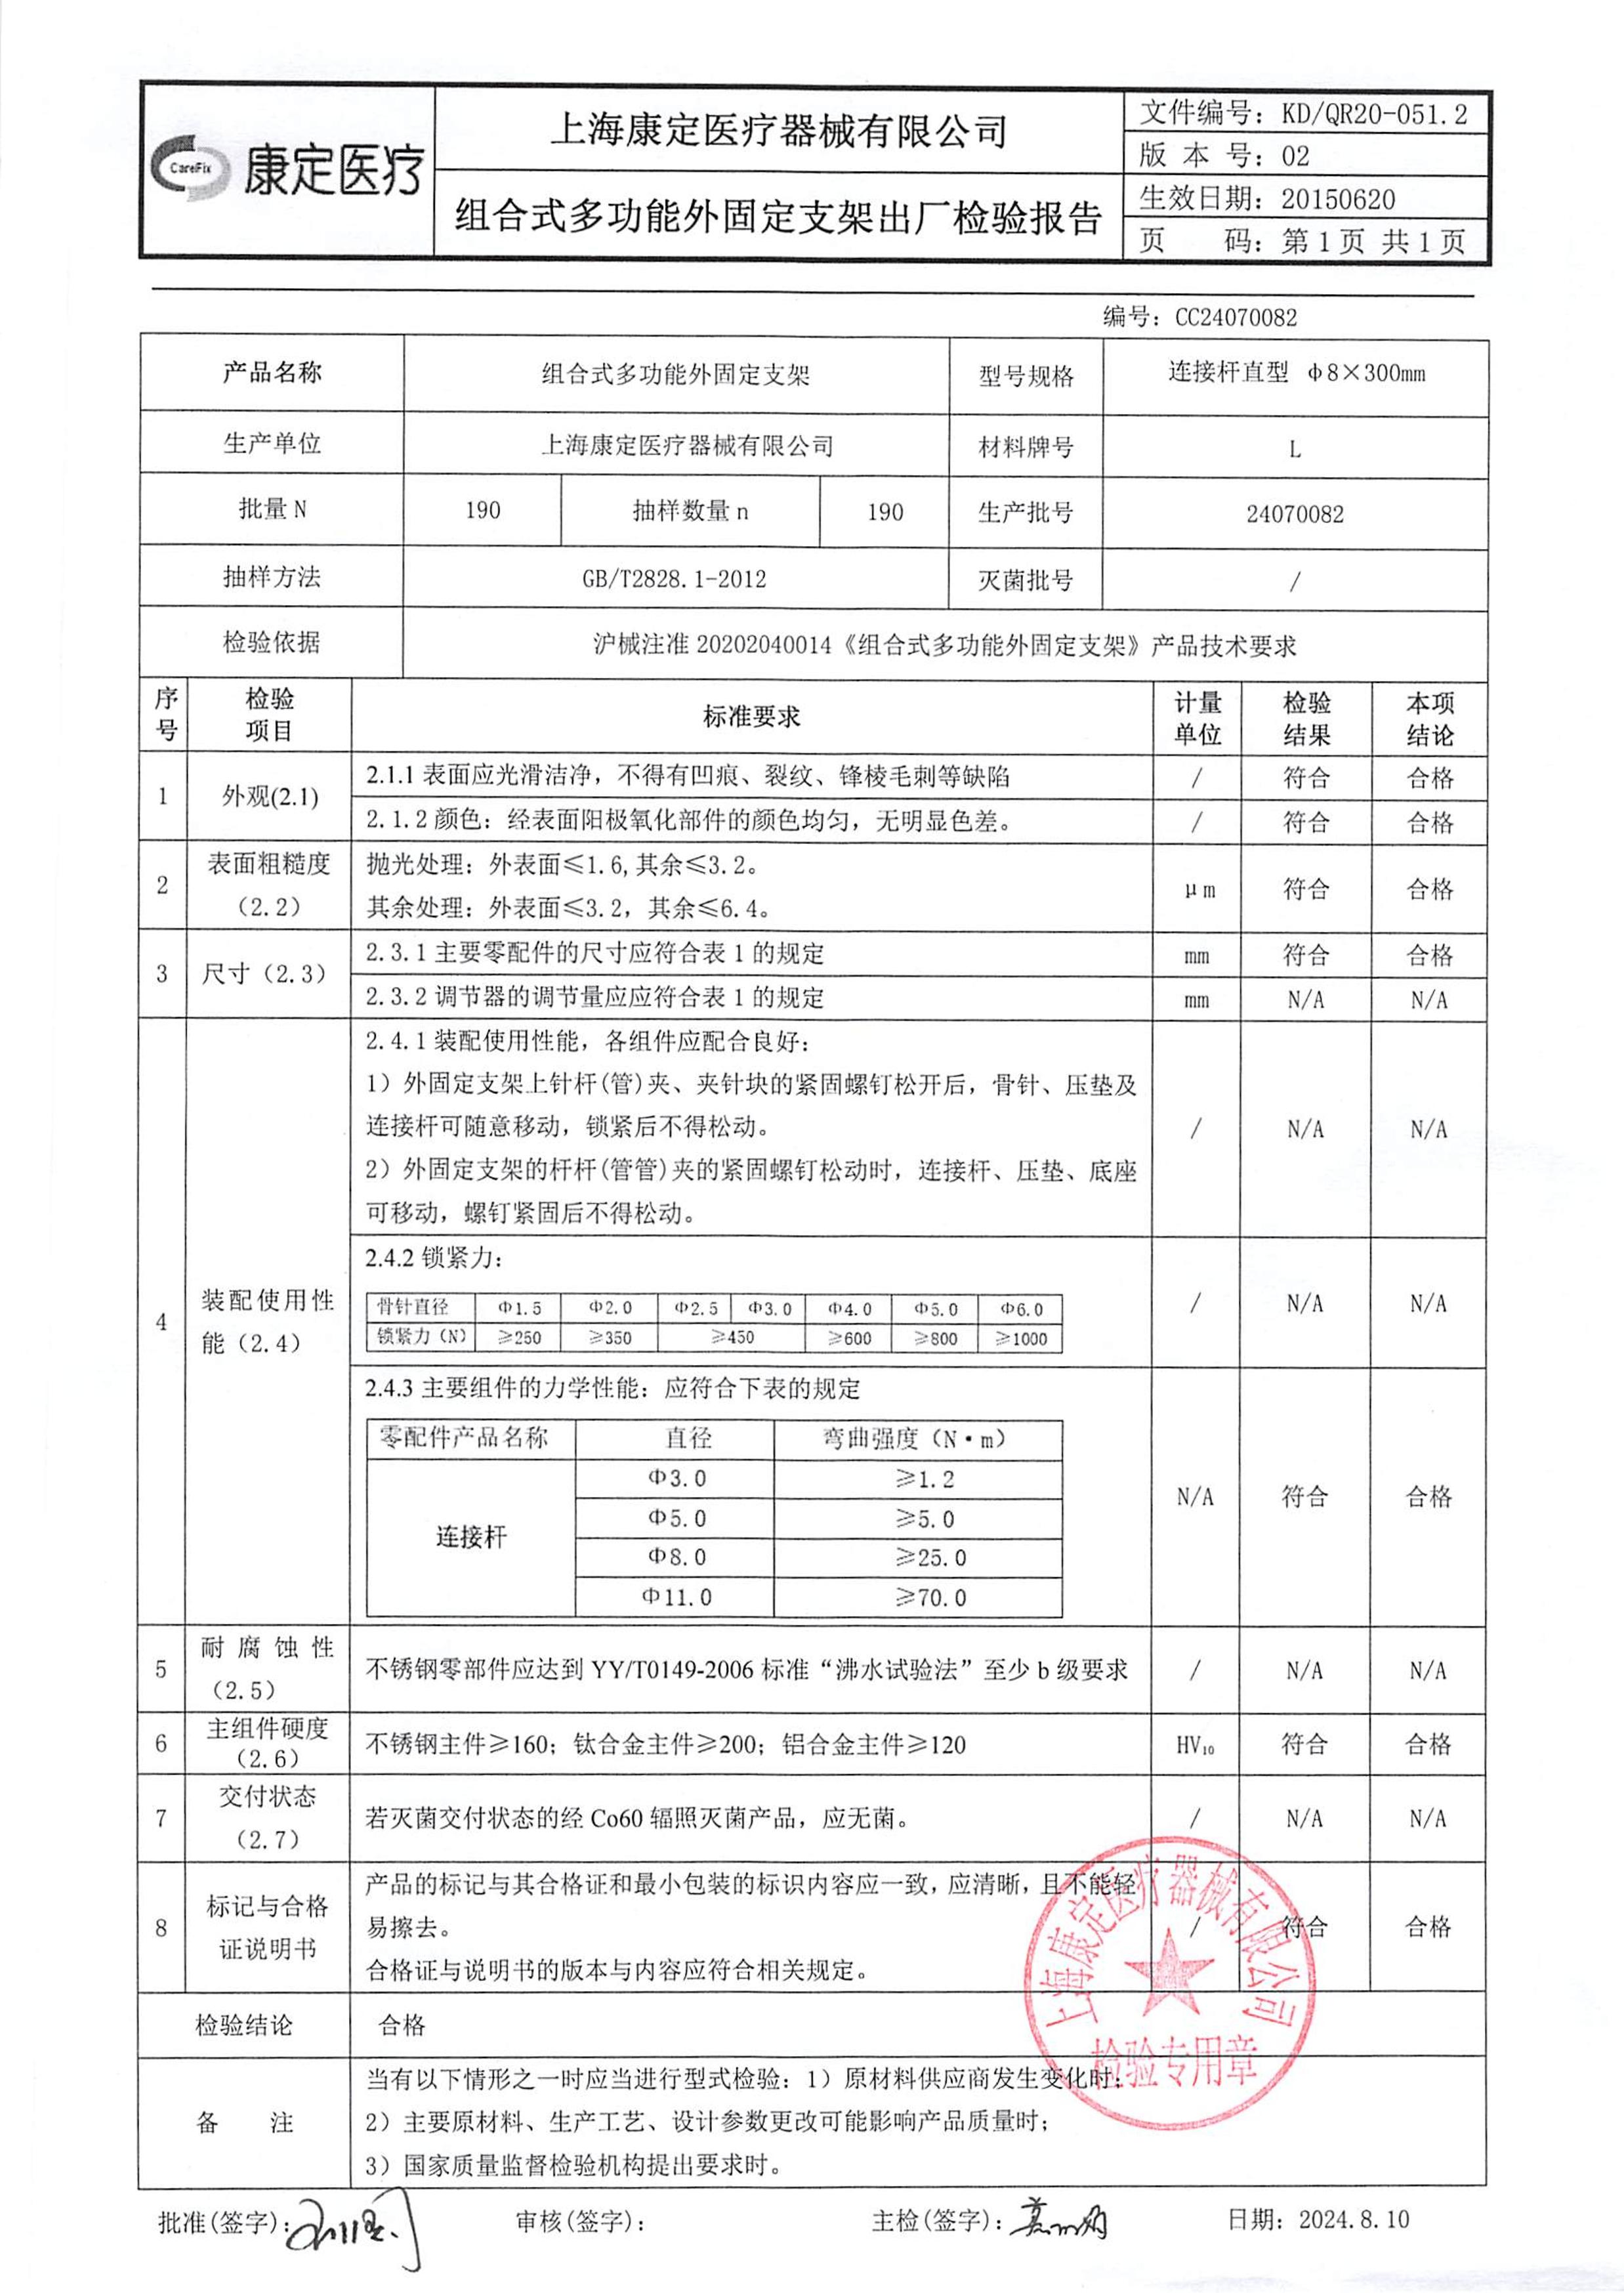 CareFix 康定医疗
上海康定医疗器械有限公司
组合式多功能外固定支架出厂检验报告
文件编号：KD/QR20-051.2
版 本 号：02
生效日期：20150620
页 码：第1页 共1页
编号：CC24070082
产品名称 组合式多功能外固定支架 型号规格 连接杆直型 φ8×300mm
生产单位 上海康定医疗器械有限公司 材料牌号 L
批量N 190 抽样数量n 190 生产批号 24070082
抽样方法 GB/T2828.1-2012 灭菌批号 /
检验依据 沪械注准20202040014《组合式多功能外固定支架》产品技术要求
序号 检验项目 标准要求 计量单位 检验结果 本项结论
1 外观(2.1) 2.1.1 表面应光滑洁净，不得有凹痕、裂纹、锋棱毛刺等缺陷 / 符合 合格
2.1.2 颜色：经表面阳极氧化部件的颜色均匀，无明显色差。 / 符合 合格
2 表面粗糙度（2.2） 抛光处理：外表面≤1.6,其余≤3.2。
其余处理：外表面≤3.2，其余≤6.4。 μm 符合 合格
3 尺寸（2.3） 2.3.1 主要零配件的尺寸应符合表1的规定 mm 符合 合格
2.3.2 调节器的调节量应应符合表1的规定 mm N/A N/A
4 装配使用性能（2.4） 2.4.1 装配使用性能，各组件应配合良好：
1）外固定支架上针杆(管)夹、夹针块的紧固螺钉松开后，骨针、压垫及
连接杆可随意移动，锁紧后不得松动。 / N/A N/A
2）外固定支架的杆杆(管管)夹的紧固螺钉松动时，连接杆、压垫、底座
可移动，螺钉紧固后不得松动。
2.4.2 锁紧力： / N/A N/A
骨针直径 Φ1.5 Φ2.0 Φ2.5 Φ3.0 Φ4.0 Φ5.0 Φ6.0
锁紧力（N） ≥250 ≥350 ≥450 ≥600 ≥800 ≥1000
2.4.3 主要组件的力学性能：应符合下表的规定 N/A 符合 合格
零配件产品名称 直径 弯曲强度（N·m）
连接杆 Φ3.0 ≥1.2
Φ5.0 ≥5.0
Φ8.0 ≥25.0
Φ11.0 ≥70.0
5 耐腐蚀性（2.5） 不锈钢零部件应达到YY/T0149-2006标准“沸水试验法”至少b级要求 / N/A N/A
6 主组件硬度（2.6） 不锈钢主件≥160；钛合金主件≥200；铝合金主件≥120 HV10 符合 合格
7 交付状态（2.7） 若灭菌交付状态的经Co60辐照灭菌产品，应无菌。 / N/A N/A
8 标记与合格证说明书 产品的标记与其合格证和最小包装的标识内容应一致，应清晰，且不能轻
易擦去。 / 符合 合格
合格证与说明书的版本与内容应符合相关规定。
检验结论 合格
备 注 当有以下情形之一时应当进行型式检验：1）原材料供应商发生变化时；
2）主要原材料、生产工艺、设计参数更改可能影响产品质量时；
3）国家质量监督检验机构提出要求时。
上海康定医疗器械有限公司
检验专用章
批准(签字)： 审核(签字)： 主检(签字)： 日期：2024.8.10